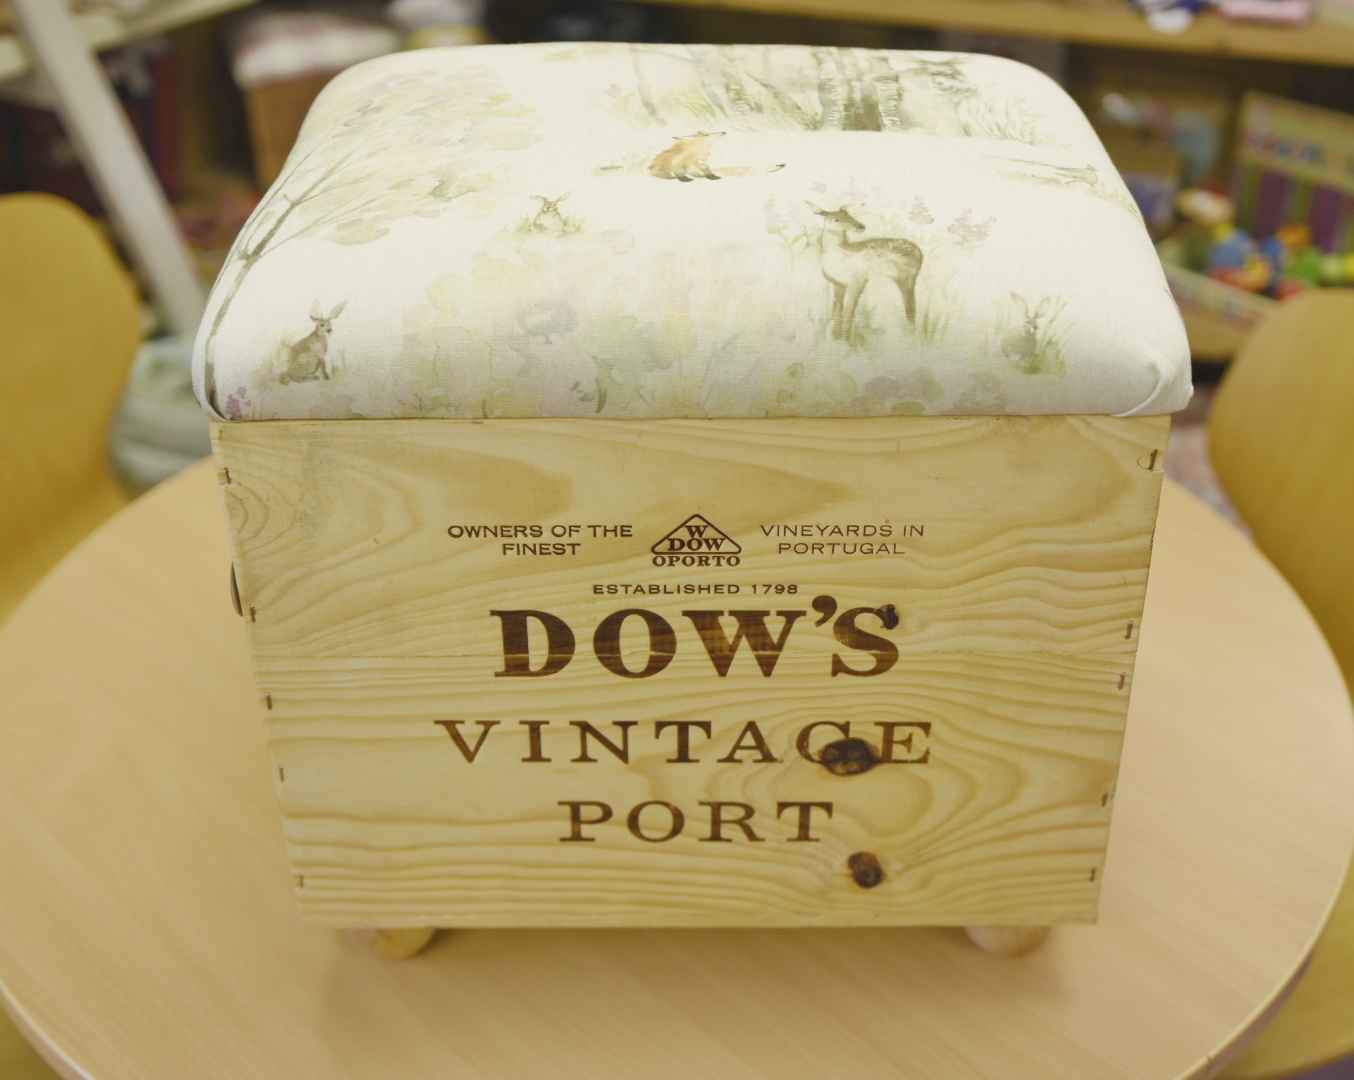 OWNERS OF THE
FINEST
W
DOW
OPORTO
VINEYARDS IN
PORTUGAL
ESTABLISHED 1798
DOW'S
VINTAGE
PORT